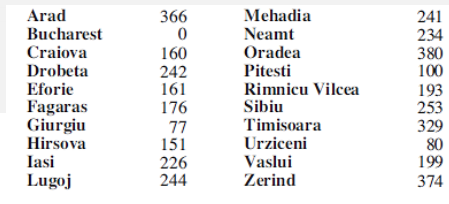 Arad 366 Mehadia 241
Bucharest 0 Neamt 234
Craiova 160 Oradea 380
Drobeta 242 Pitesti 100
Eforie 161 Rimnicu Vilcea 193
Fagaras 176 Sibiu 253
Giurgiu 77 Timisoara 329
Hirsova 151 Urziceni 80
Iasi 226 Vaslui 199
Lugoj 244 Zerind 374